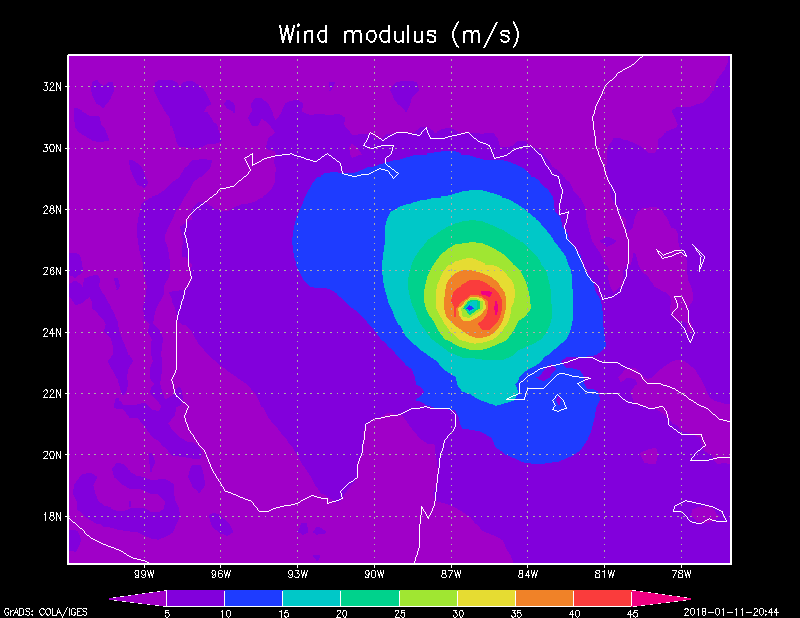 Wind modulus (m/s)
32N
30N
28N
26N
24N
22N
20N
18N
99W 96W 93W 90W 87W 84W 81W 78W
5 10 15 20 25 30 35 40 45
GrADS: COLA/IGES 2018-01-11-20:44